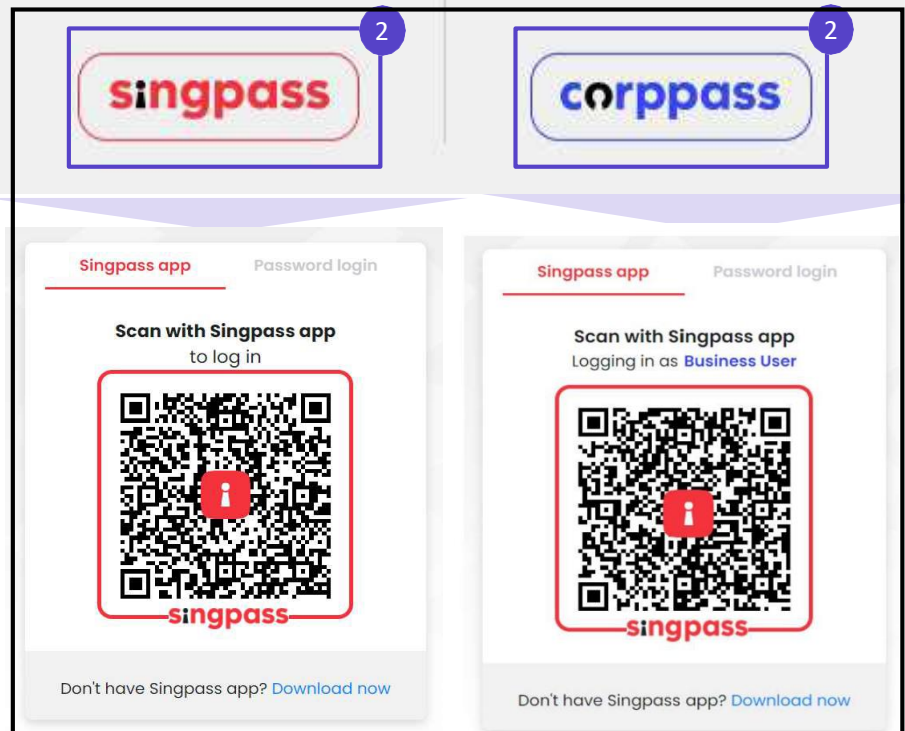 2
singpass
2
corppass
Singpass app Password login
Scan with Singpass app
to log in
singpass
Don't have Singpass app? Download now
Singpass app Password login
Scan with Singpass app
Logging in as Business User
singpass
Don't have Singpass app? Download now